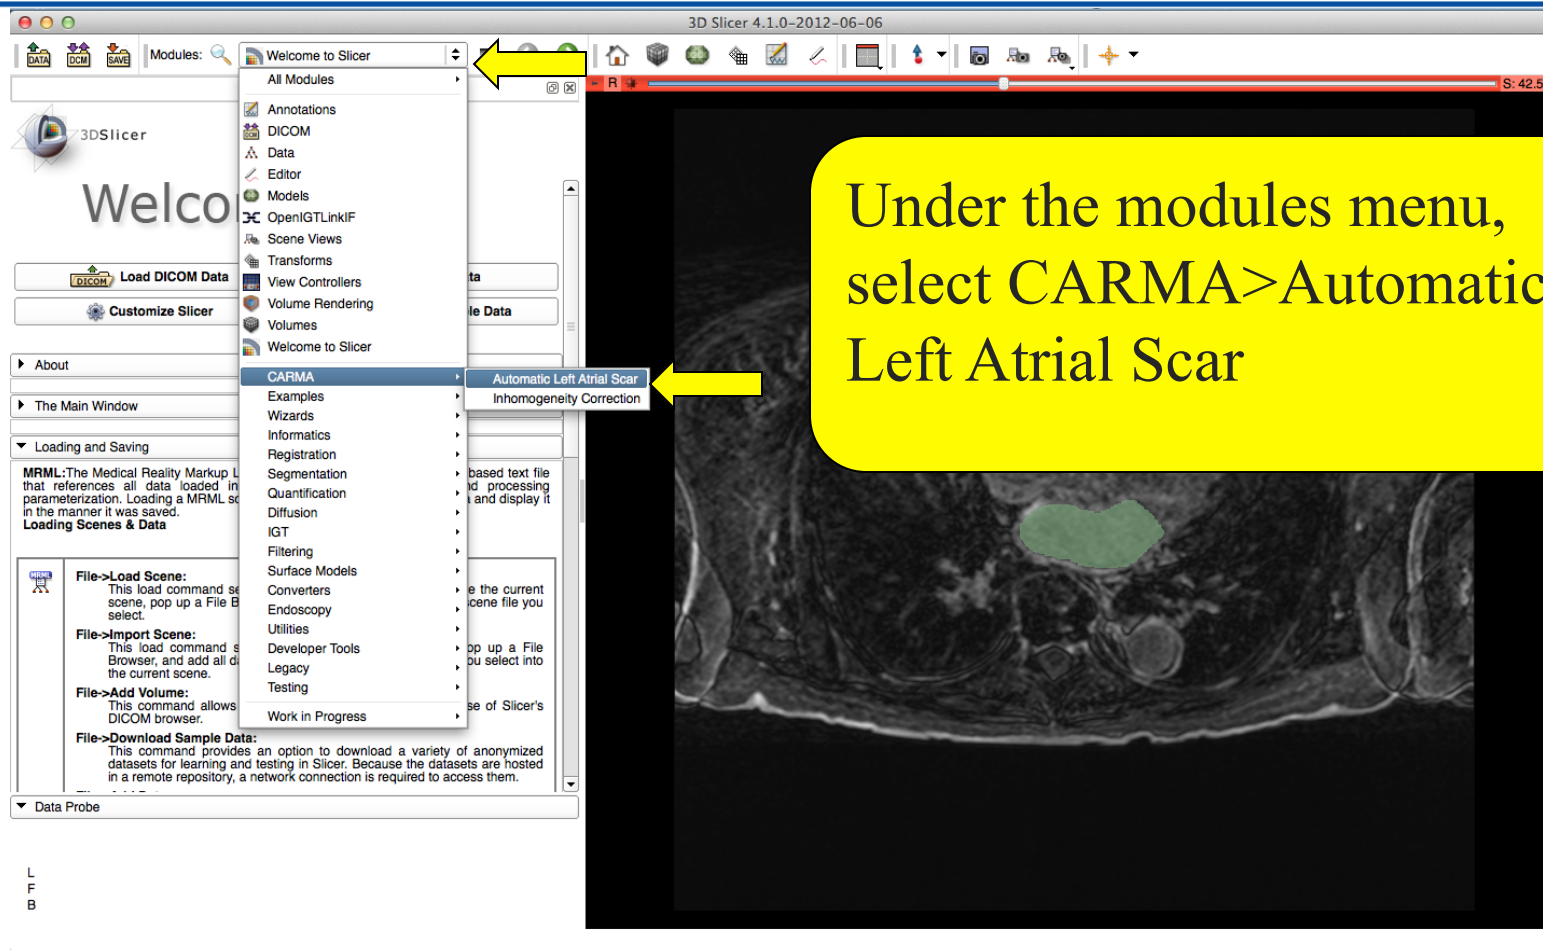 3D Slicer 4.1.0-2012-06-06
DATA
DCM
SAVE
Modules:
Welcome to Slicer
R
S: 42.5
3DSlicer
Welco
Load DICOM Data
DICOM
ta
Customize Slicer
le Data
About
The Main Window
Loading and Saving
MRML:The Medical Reality Markup L
based text file
that references all data loaded in
nd processing
parameterization. Loading a MRML sc
and display it
in the manner it was saved.
Loading Scenes & Data
MRML
File->Load Scene:
This load command se
e the current
scene, pop up a File B
scene file you
select.
File->Import Scene:
This load command s
op up a File
Browser, and add all da
ou select into
the current scene.
File->Add Volume:
This command allows
se of Slicer's
DICOM browser.
File->Download Sample Data:
This command provides an option to download a variety of anonymized
datasets for learning and testing in Slicer. Because the datasets are hosted
in a remote repository, a network connection is required to access them.
Data Probe
L
F
B
All Modules
Annotations
DICOM
Data
Editor
Models
OpenIGTLinkIF
Scene Views
Transforms
View Controllers
Volume Rendering
Volumes
Welcome to Slicer
CARMA
Examples
Wizards
Informatics
Registration
Segmentation
Quantification
Diffusion
IGT
Filtering
Surface Models
Converters
Endoscopy
Utilities
Developer Tools
Legacy
Testing
Work in Progress
Automatic Left Atrial Scar
Inhomogeneity Correction
Under the modules menu,
select CARMA>Automatic
Left Atrial Scar